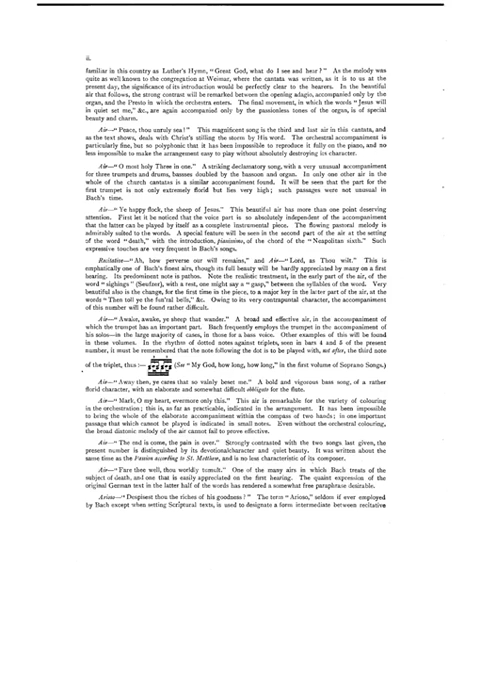 ii.
familiar in this country as Luther's Hymn, "Great God, what do I see and hear?" As the melody was
quite as well known to the congregation at Weimar, where the cantata was written, as it is to us at the
present day, the significance of its introduction would be perfectly clear to the hearers. In the beautiful
air that follows, the strong contrast will be remarked between the opening adagio, accompanied only by the
organ, and the Presto in which the orchestra enters. The final movement, in which the words "Jesus will
in quiet set me," &c., are again accompanied only by the passionless tones of the organ, is of special
beauty and charm.
Air—"Peace, thou unruly sea!" This magnificent song is the third and last air in this cantata, and
as the text shows, deals with Christ's stilling the storm by His word. The orchestral accompaniment is
particularly fine, but so polyphonic that it has been impossible to reproduce it fully on the piano, and no
less impossible to make the arrangement easy to play without absolutely destroying its character.
Air—"O most holy Three in one." A striking declamatory song, with a very unusual accompaniment
for three trumpets and drums, basses doubled by the bassoon and organ. In only one other air in the
whole of the church cantatas is a similar accompaniment found. It will be seen that the part for the
first trumpet is not only extremely florid but lies very high; such passages were not unusual in
Bach's time.
Air—"Ye happy flock, the sheep of Jesus." This beautiful air has more than one point deserving
attention. First let it be noticed that the voice part is so absolutely independent of the accompaniment
that the latter can be played by itself as a complete instrumental piece. The flowing pastoral melody is
admirably suited to the words. A special feature will be seen in the second part of the air at the setting
of the word "death," with the introduction, pianissimo, of the chord of the "Neapolitan sixth." Such
expressive touches are very frequent in Bach's songs.
Recitative—"Ah, how perverse our will remains," and Air—"Lord, as Thou wilt." This is
emphatically one of Bach's finest airs, though its full beauty will be hardly appreciated by many on a first
hearing. Its predominent note is pathos. Note the realistic treatment, in the early part of the air, of the
word "sighings" (Seufzer), with a rest, one might say a "gasp," between the syllables of the word. Very
beautiful also is the change, for the first time in the piece, to a major key in the latter part of the air, at the
words "Then toll ye the fun'ral bells," &c. Owing to its very contrapuntal character, the accompaniment
of this number will be found rather difficult.
Air—"Awake, awake, ye sheep that wander." A broad and effective air, in the accompaniment of
which the trumpet has an important part. Bach frequently employs the trumpet in the accompaniment of
his solos—in the large majority of cases, in those for a bass voice. Other examples of this will be found
in these volumes. In the rhythm of dotted notes against triplets, seen in bars 4 and 5 of the present
number, it must be remembered that the note following the dot is to be played with, not after, the third note
of the triplet, thus:— (See "My God, how long, how long," in the first volume of Soprano Songs.)
Air—"Away then, ye cares that so vainly beset me." A bold and vigorous bass song, of a rather
florid character, with an elaborate and somewhat difficult obbligato for the flute.
Air—"Mark, O my heart, evermore only this." This air is remarkable for the variety of colouring
in the orchestration; this is, as far as practicable, indicated in the arrangement. It has been impossible
to bring the whole of the elaborate accompaniment within the compass of two hands; in one important
passage that which cannot be played is indicated in small notes. Even without the orchestral colouring,
the broad diatonic melody of the air cannot fail to prove effective.
Air—"The end is come, the pain is over." Strongly contrasted with the two songs last given, the
present number is distinguished by its devotionalcharacter and quiet beauty. It was written about the
same time as the Passion according to St. Matthew, and is no less characteristic of its composer.
Air—"Fare thee well, thou worldly tumult." One of the many airs in which Bach treats of the
subject of death, and one that is easily appreciated on the first hearing. The quaint expression of the
original German text in the latter half of the words has rendered a somewhat free paraphrase desirable.
Arioso—"Despisest thou the riches of his goodness?" The term "Arioso," seldom if ever employed
by Bach except when setting Scriptural texts, is used to designate a form intermediate between recitative